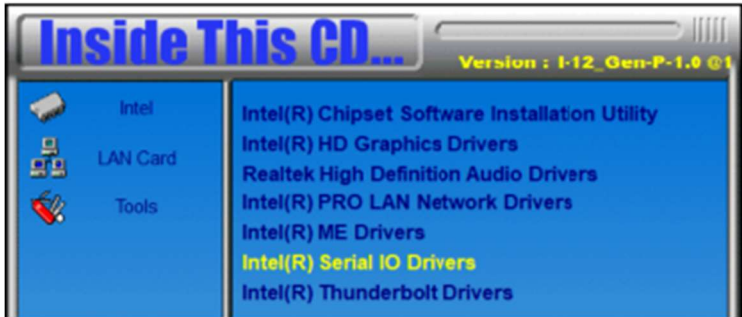 Inside This CD...
Version : I-12_Gen-P-1.0 @1
Intel
LAN Card
Tools
Intel(R) Chipset Software Installation Utility
Intel(R) HD Graphics Drivers
Realtek High Definition Audio Drivers
Intel(R) PRO LAN Network Drivers
Intel(R) ME Drivers
Intel(R) Serial IO Drivers
Intel(R) Thunderbolt Drivers